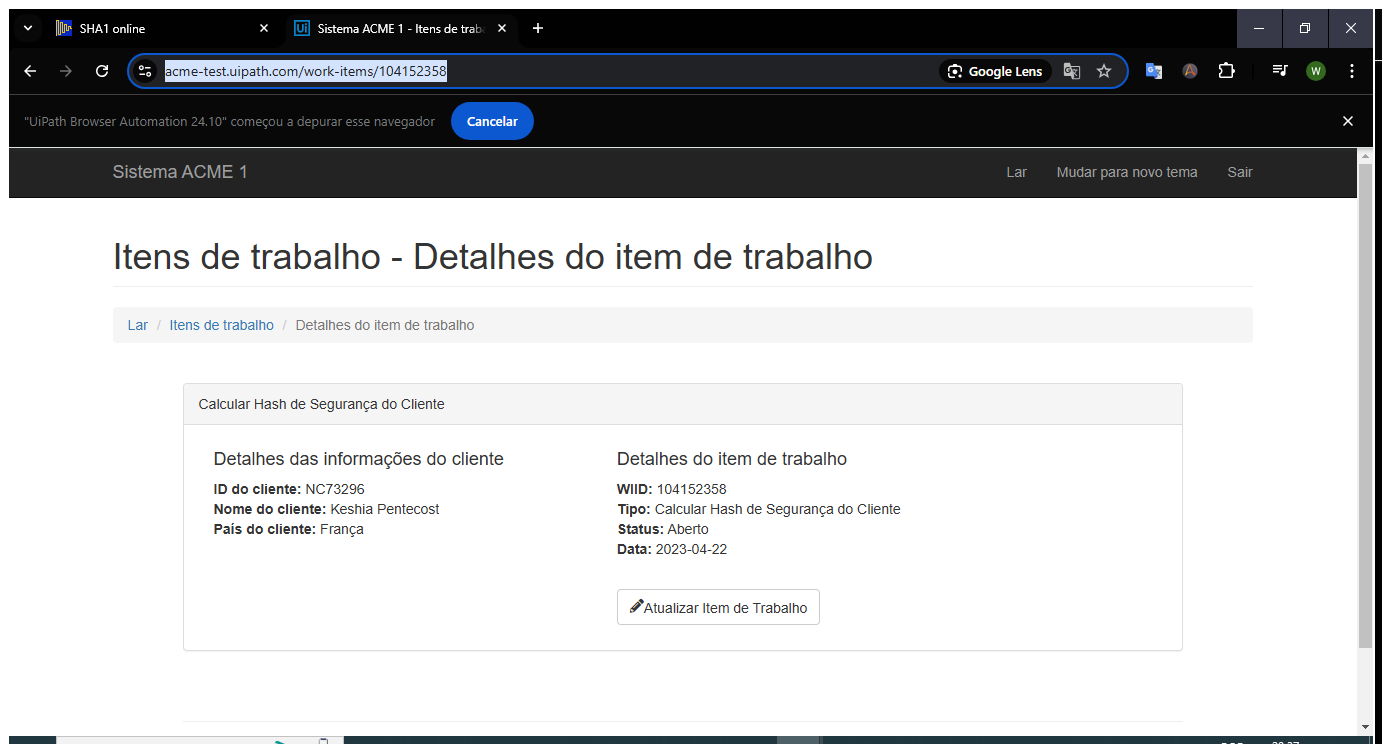 SHA1 online
Sistema ACME 1 - Itens de trab
acme-test.uipath.com/work-items/104152358
Google Lens
W
"UiPath Browser Automation 24.10" começou a depurar esse navegador
Cancelar
Sistema ACME 1
Lar
Mudar para novo tema
Sair
Itens de trabalho - Detalhes do item de trabalho
Lar / Itens de trabalho / Detalhes do item de trabalho
Calcular Hash de Segurança do Cliente
Detalhes das informações do cliente
ID do cliente: NC73296
Nome do cliente: Keshia Pentecost
País do cliente: França
Detalhes do item de trabalho
WIID: 104152358
Tipo: Calcular Hash de Segurança do Cliente
Status: Aberto
Data: 2023-04-22
Atualizar Item de Trabalho